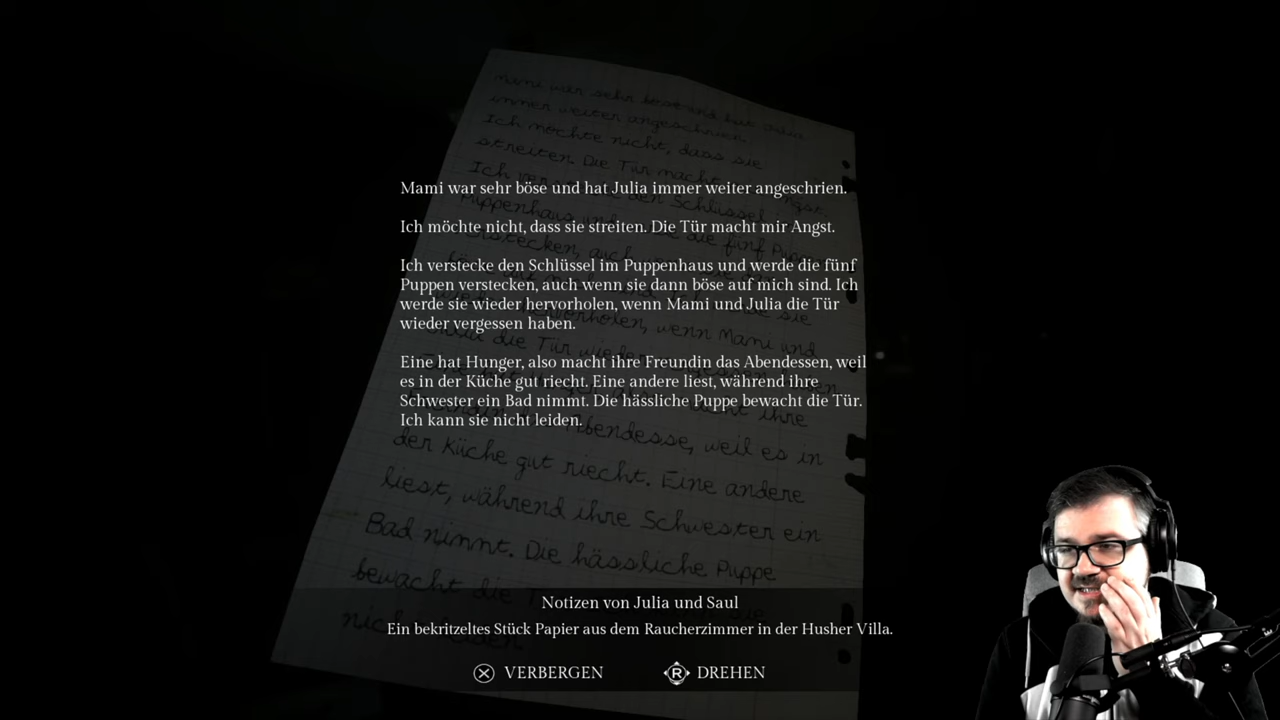 Mami war sehr böse und hat Julia immer weiter angeschrien.
Ich möchte nicht, dass sie streiten. Die Tür macht mir Angst.
Ich verstecke den Schlüssel im Puppenhaus und werde die fünf
Puppen verstecken, auch wenn sie dann böse auf mich sind. Ich
werde sie wieder hervorholen, wenn Mami und Julia die Tür
wieder vergessen haben.
Eine hat Hunger, also macht ihre Freundin das Abendessen, weil
es in der Küche gut riecht. Eine andere liest, während ihre
Schwester ein Bad nimmt. Die hässliche Puppe bewacht die Tür.
Ich kann sie nicht leiden.
der Küche gut riecht. Eine andere
liest, während ihre Schwester ein
Bad nimmt. Die hässliche Puppe
bewacht die
Notizen von Julia und Saul
Ein bekritzeltes Stück Papier aus dem Raucherzimmer in der Husher Villa.
VERBERGEN R DREHEN